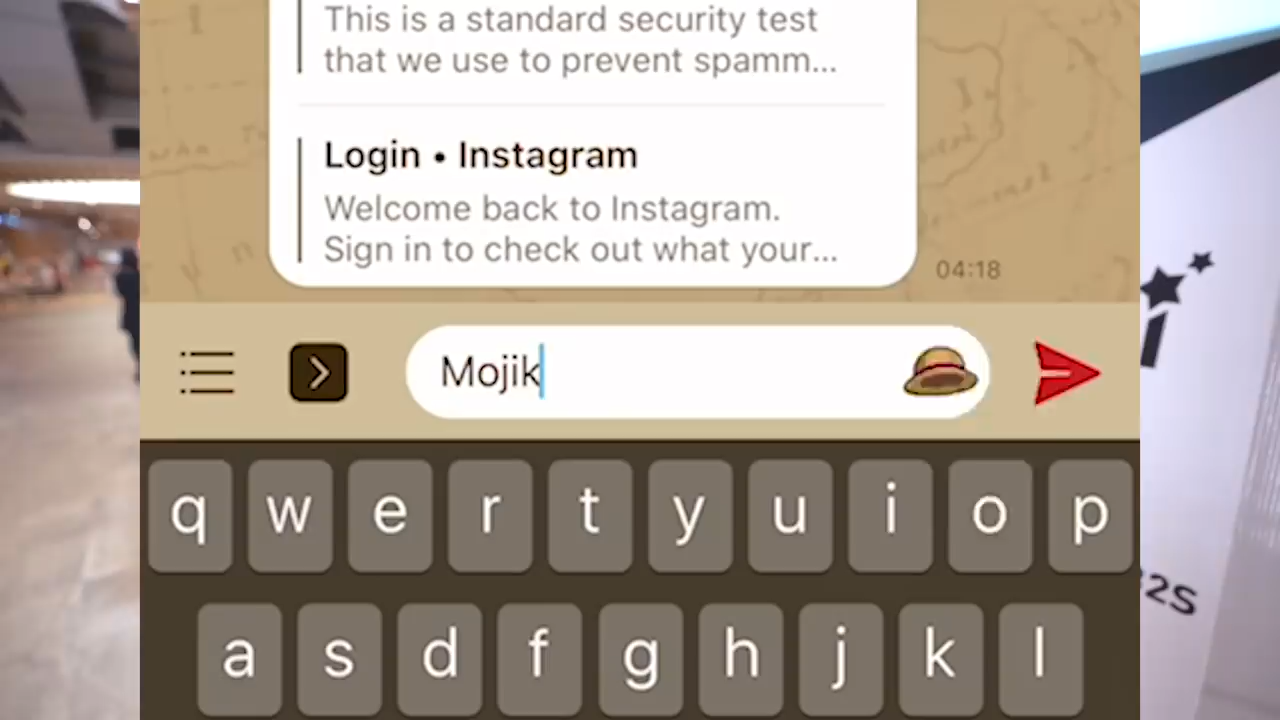 This is a standard security test
that we use to prevent spamm...
Login • Instagram
Welcome back to Instagram.
Sign in to check out what your...
04:18
Mojik
q w e r t y u i o p
a s d f g h j k l
2S